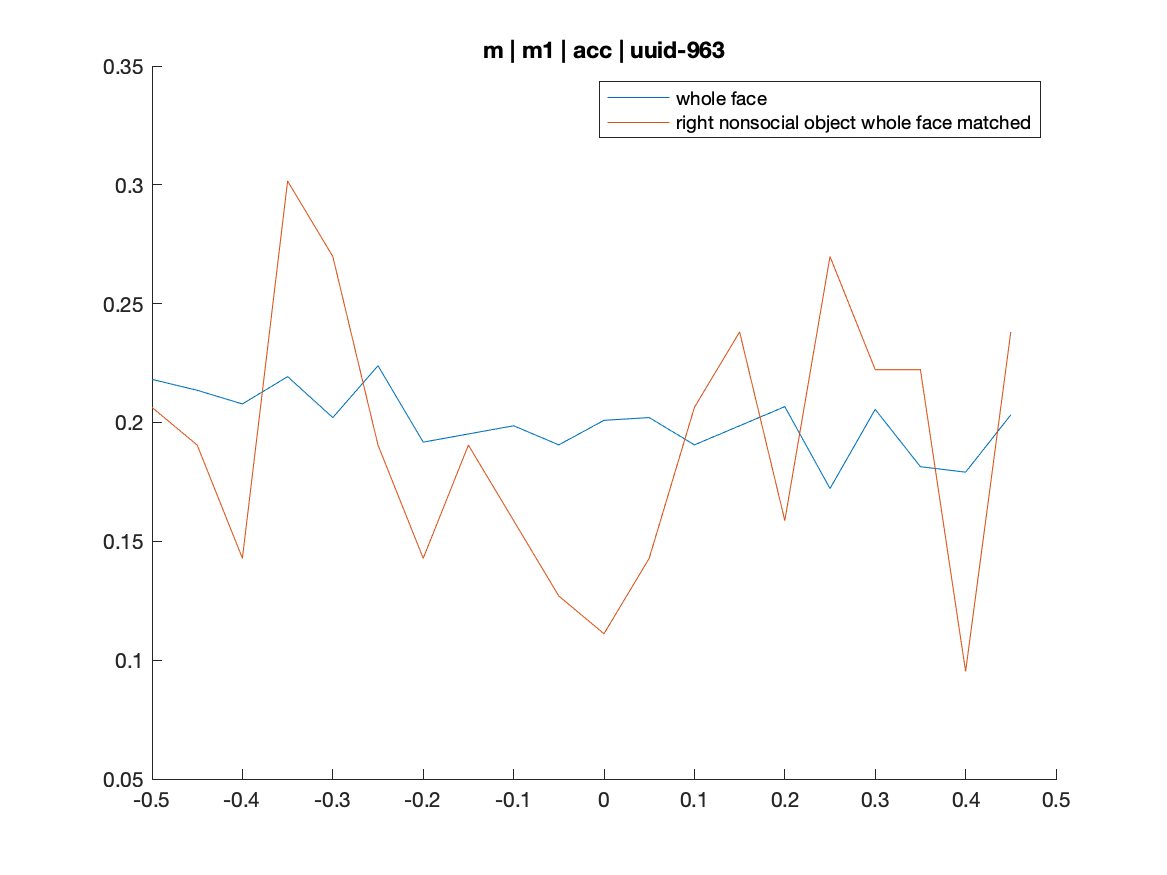 m | m1 | acc | uuid-963
0.35
whole face
right nonsocial object whole face matched
0.3
0.25
0.2
0.15
0.1
0.05
-0.5 -0.4 -0.3 -0.2 -0.1 0 0.1 0.2 0.3 0.4 0.5